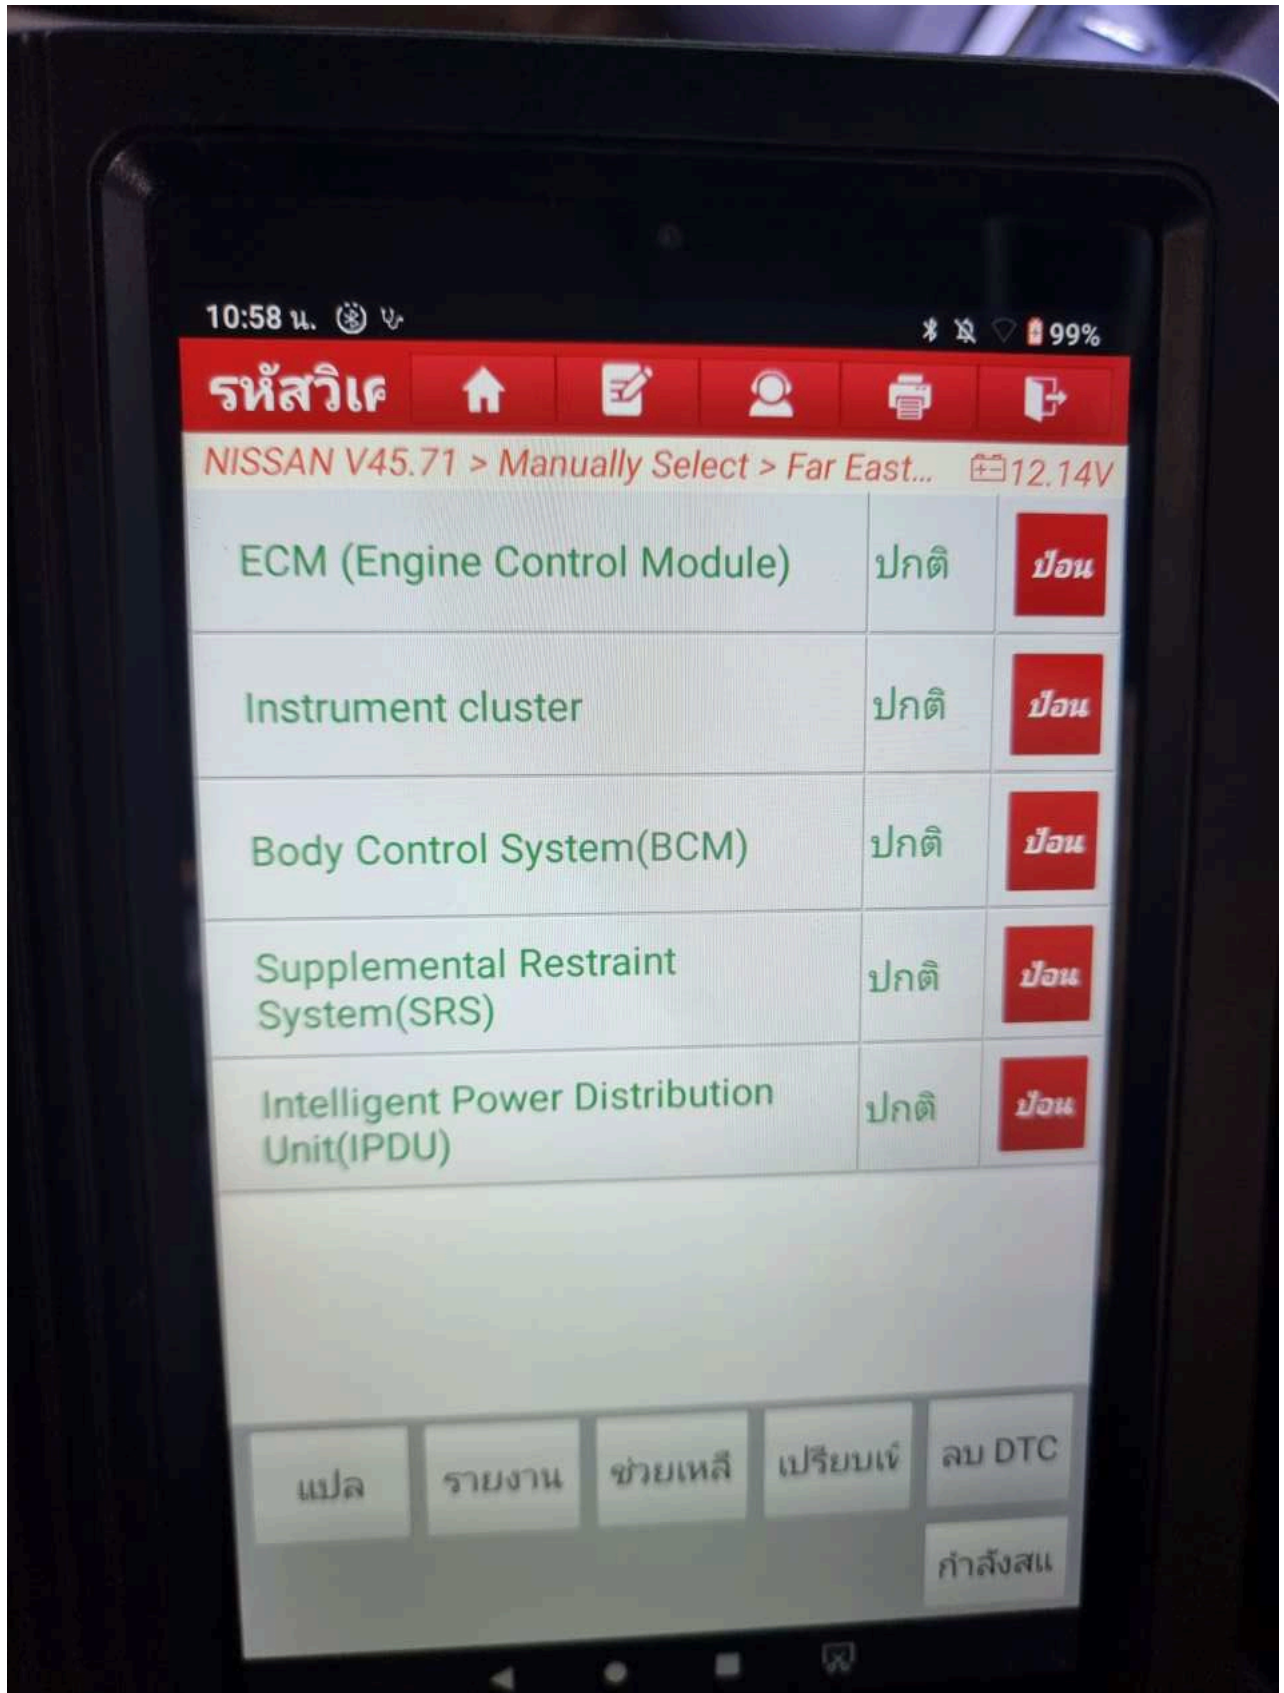 10:58 น.
99%
รหัสวิเค
NISSAN V45.71 > Manually Select > Far East... 12.14V
ECM (Engine Control Module) ปกติ ป้อน
Instrument cluster ปกติ ป้อน
Body Control System(BCM) ปกติ ป้อน
Supplemental Restraint
System(SRS) ปกติ ป้อน
Intelligent Power Distribution
Unit(IPDU) ปกติ ป้อน
แปล รายงาน ช่วยเหลื เปรียบเที ลบ DTC
กำลังสแ